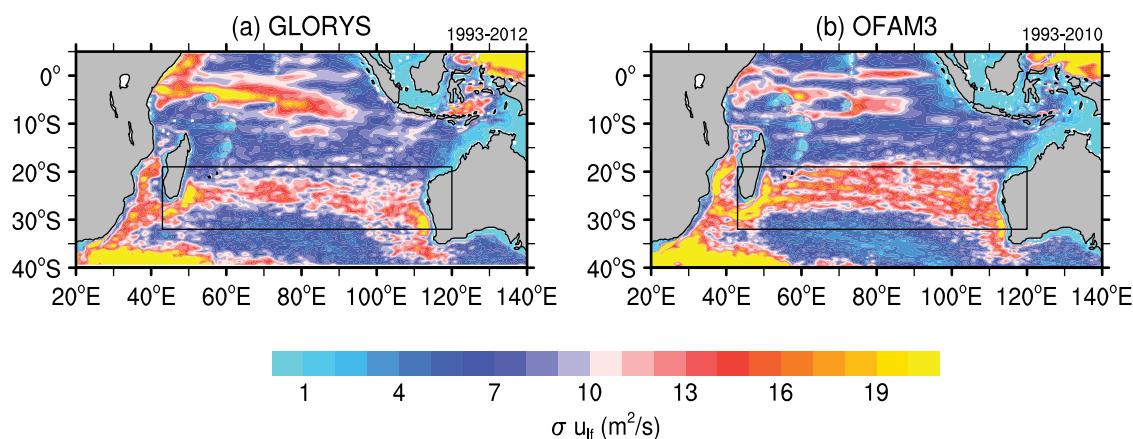 (a) GLORYS 1993-2012 (b) OFAM3 1993-2010
0° 0°
10°S 10°S
20°S 20°S
30°S 30°S
40°S 40°S
20°E 40°E 60°E 80°E 100°E 120°E 140°E 20°E 40°E 60°E 80°E 100°E 120°E 140°E
1 4 7 10 13 16 19
σ u_lf (m²/s)